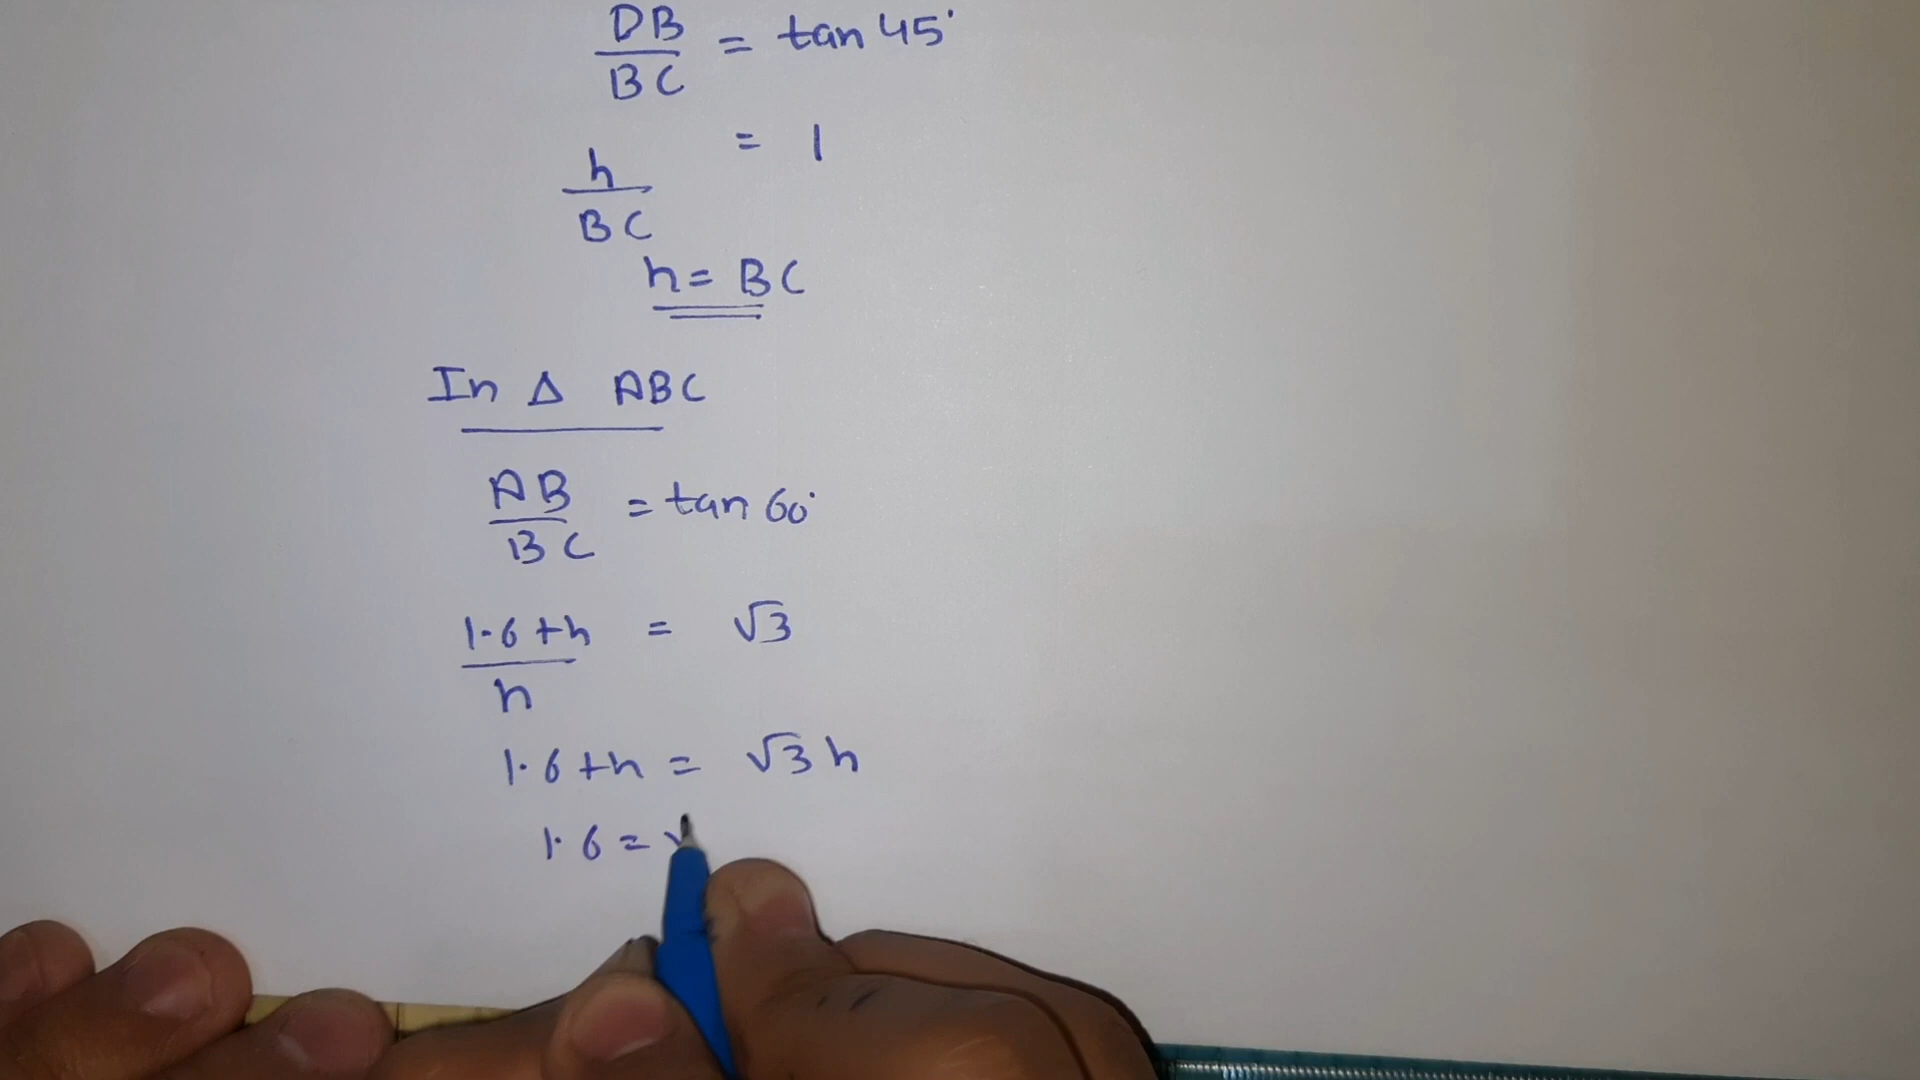 DB/BC = tan 45°
h/BC = 1
h = BC
In Δ ABC
AB/BC = tan 60°
1.6+h/h = √3
1.6+h = √3 h
1.6 = √